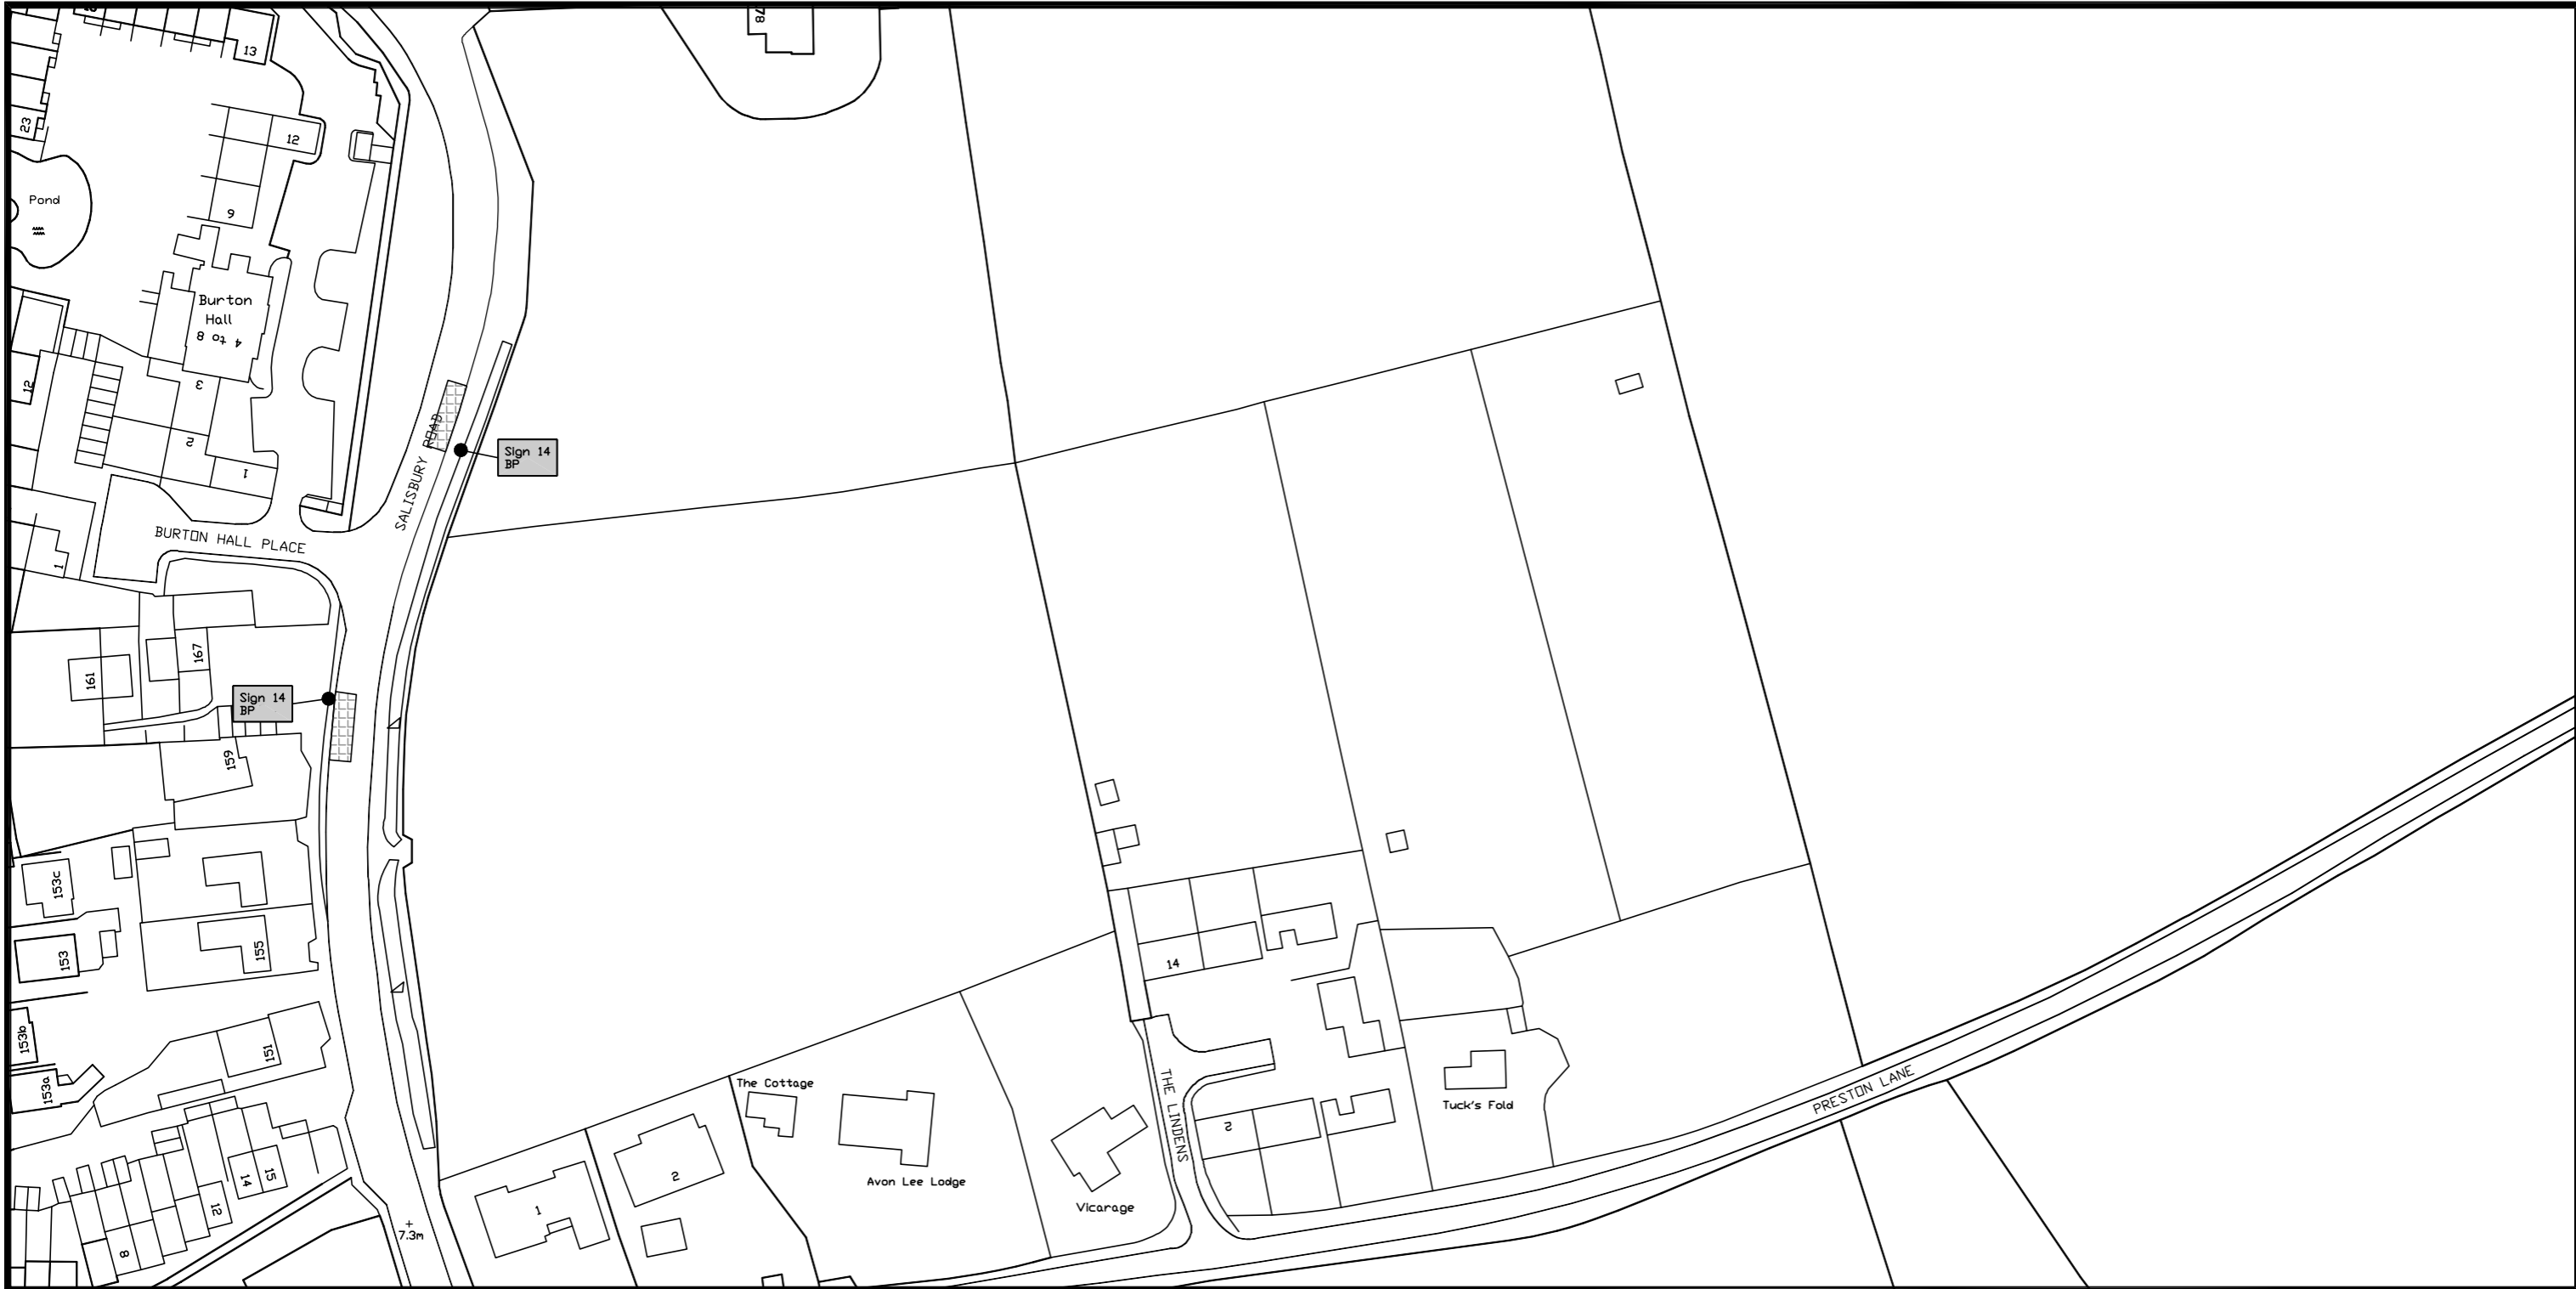 78
13
12
23
Pond
9
Burton
Hall
4 to 8
12
3
2
1
SALISBURY ROAD
Sign 14
BP
BURTON HALL PLACE
1
167
161
Sign 14
BP
159
153c
155
153
14
153b
151
153a
The Cottage
THE LINDENS
PRESTON LANE
Tuck's Fold
2
2
14
15
Avon Lee Lodge
Vicarage
12
1
7.3m
8